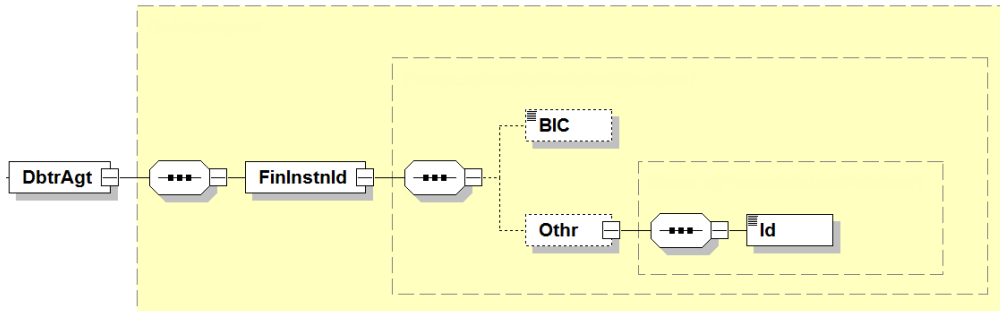 BIC
DbtrAgt
FinInstnId
Othr
Id